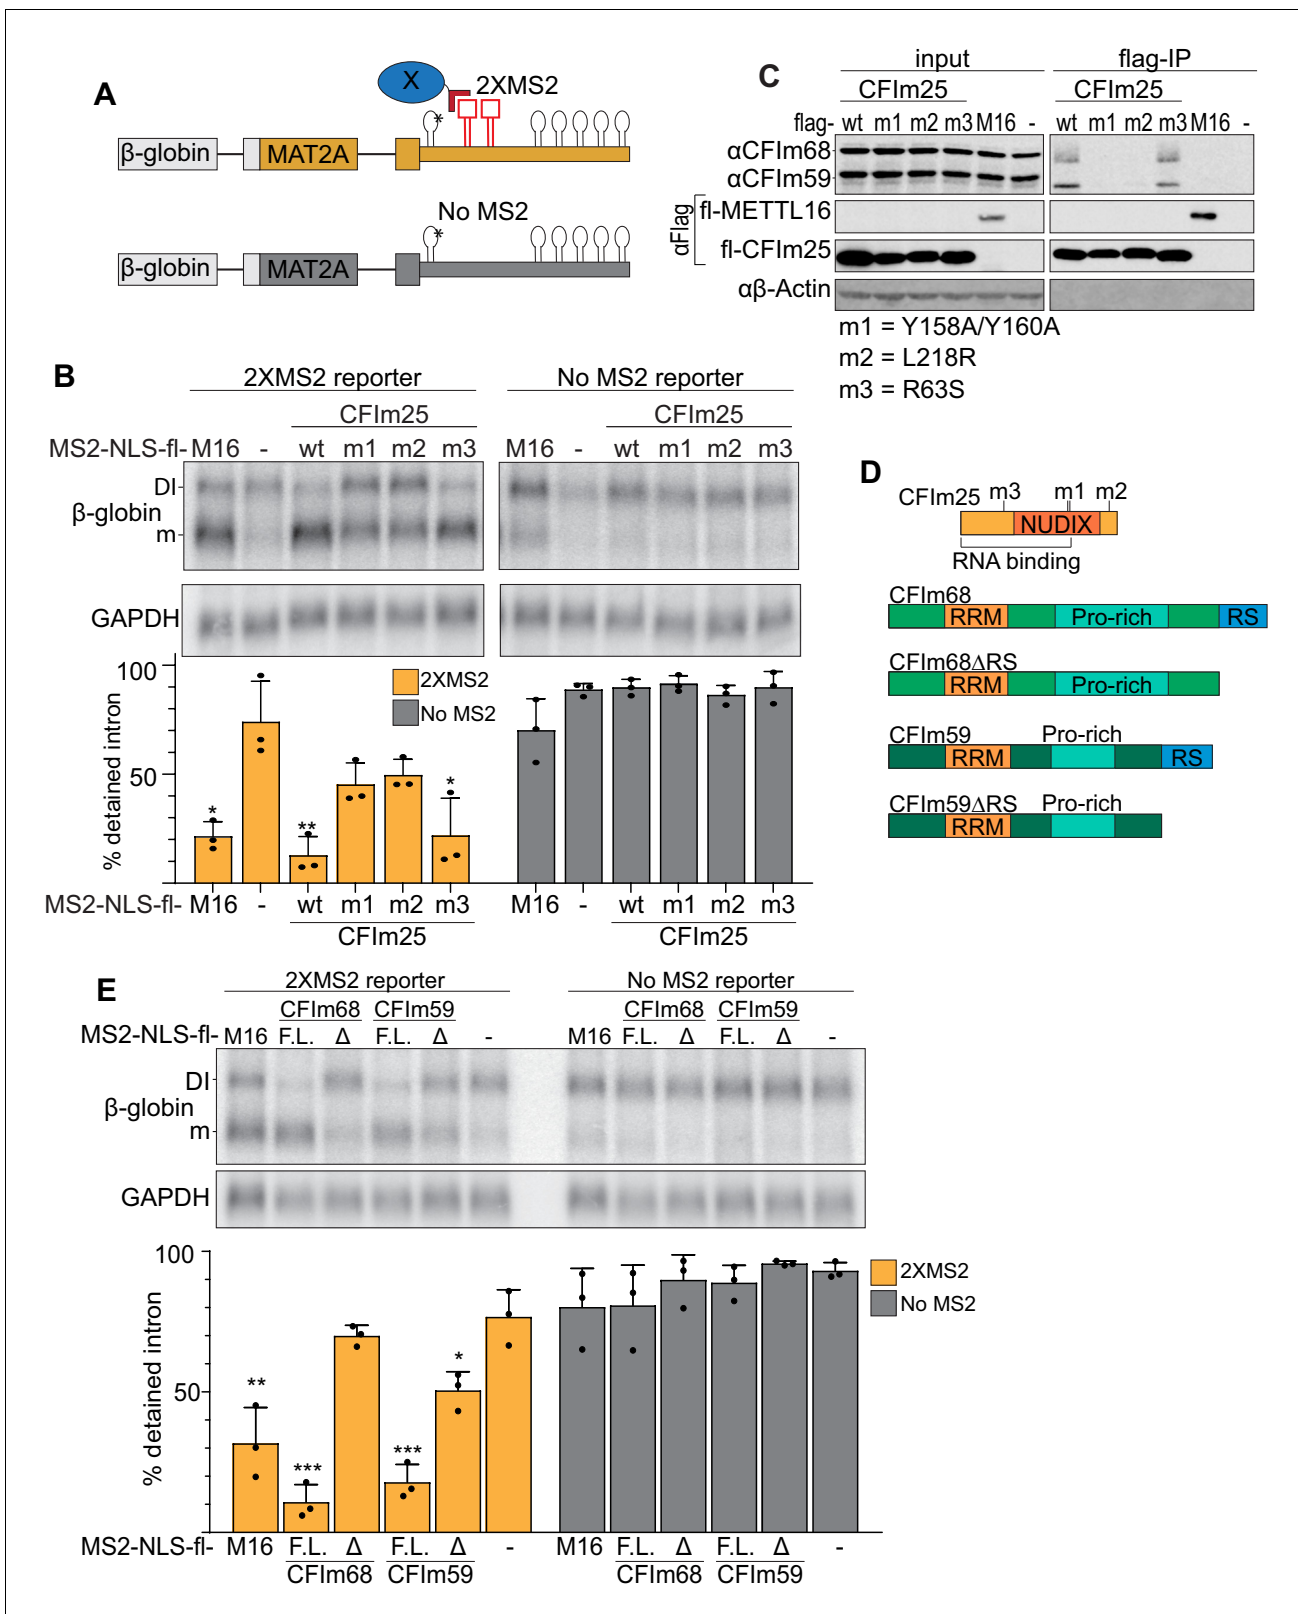 A
X
2XMS2
*
β-globin
MAT2A
No MS2
*
β-globin
MAT2A
B
2XMS2 reporter
No MS2 reporter
CFIm25
CFIm25
MS2-NLS-fl- M16 - wt m1 m2 m3
M16 - wt m1 m2 m3
DI-
β-globin
m-
GAPDH
100
50
% detained intron
2XMS2
No MS2
*
**
*
MS2-NLS-fl- M16 - wt m1 m2 m3
M16 - wt m1 m2 m3
CFIm25
CFIm25
C
input
flag-IP
CFIm25
CFIm25
flag- wt m1 m2 m3 M16 -
wt m1 m2 m3 M16 -
αCFIm68
αCFIm59
αFlag
fl-METTL16
fl-CFIm25
αβ-Actin
m1 = Y158A/Y160A
m2 = L218R
m3 = R63S
D
CFIm25
m3
m1
m2
NUDIX
RNA binding
CFIm68
RRM Pro-rich RS
CFIm68ΔRS
RRM Pro-rich
CFIm59
Pro-rich
RRM RS
CFIm59ΔRS
Pro-rich
RRM
E
2XMS2 reporter
No MS2 reporter
CFIm68 CFIm59
CFIm68 CFIm59
MS2-NLS-fl- M16 F.L. Δ F.L. Δ -
M16 F.L. Δ F.L. Δ -
DI-
β-globin
m-
GAPDH
100
50
% detained intron
2XMS2
No MS2
**
***
***
*
MS2-NLS-fl- M16 F.L. Δ F.L. Δ -
M16 F.L. Δ F.L. Δ -
CFIm68 CFIm59
CFIm68 CFIm59